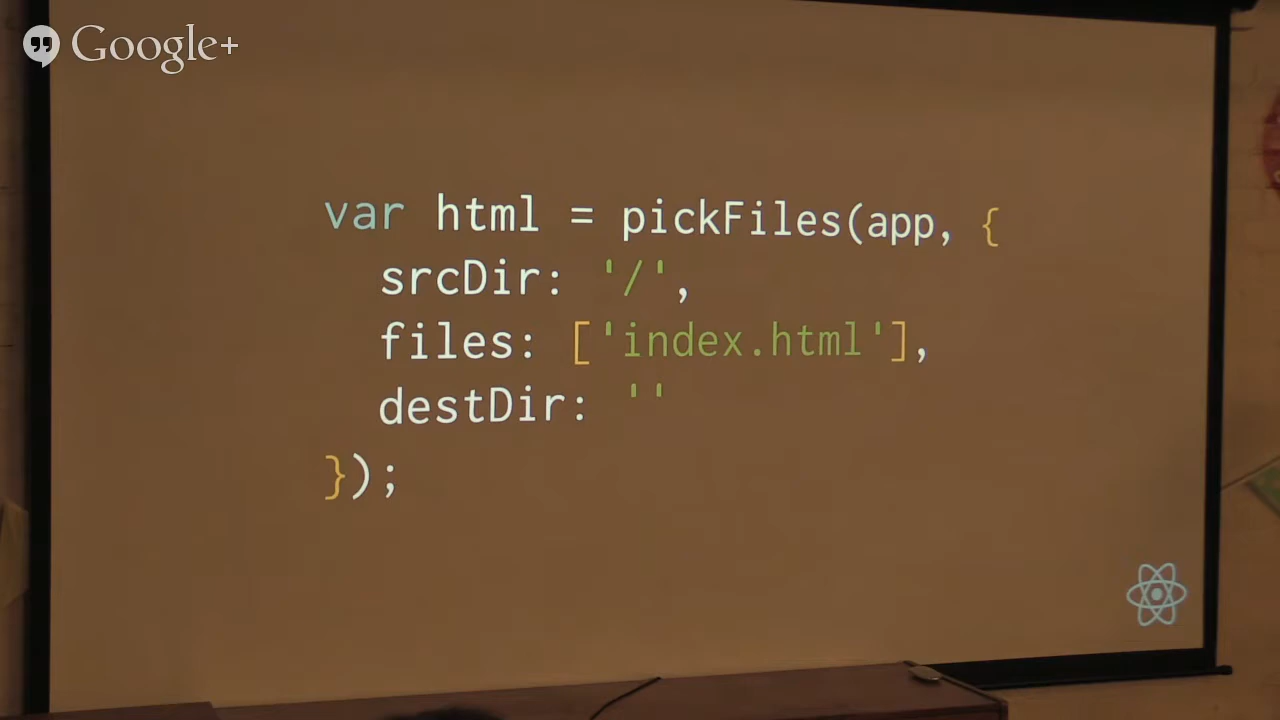 Google+
var html = pickFiles(app, {
  srcDir: '/',
  files: ['index.html'],
  destDir: ''
});